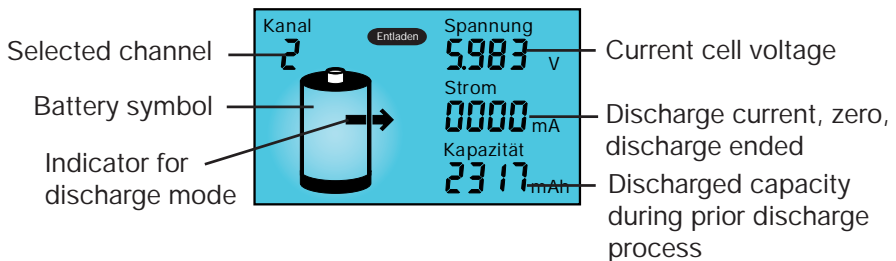 Selected channel
Battery symbol
Indicator for
discharge mode
Kanal
2
Entladen
Spannung
5.983 V
Strom
0000 mA
Kapazität
2317 mAh
Current cell voltage
Discharge current, zero,
discharge ended
Discharged capacity
during prior discharge
process